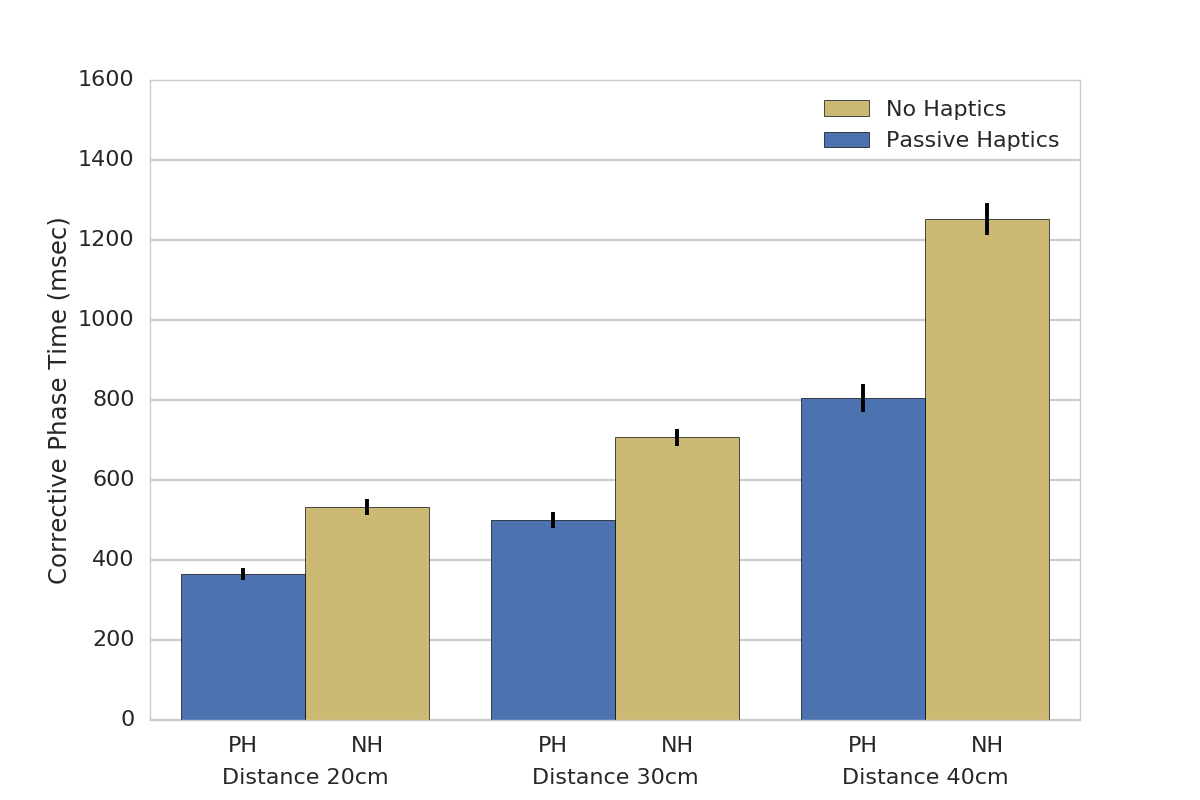 1600
1400
1200
1000
800
600
400
200
0
Corrective Phase Time (msec)
No Haptics
Passive Haptics
PH NH PH NH PH NH
Distance 20cm Distance 30cm Distance 40cm